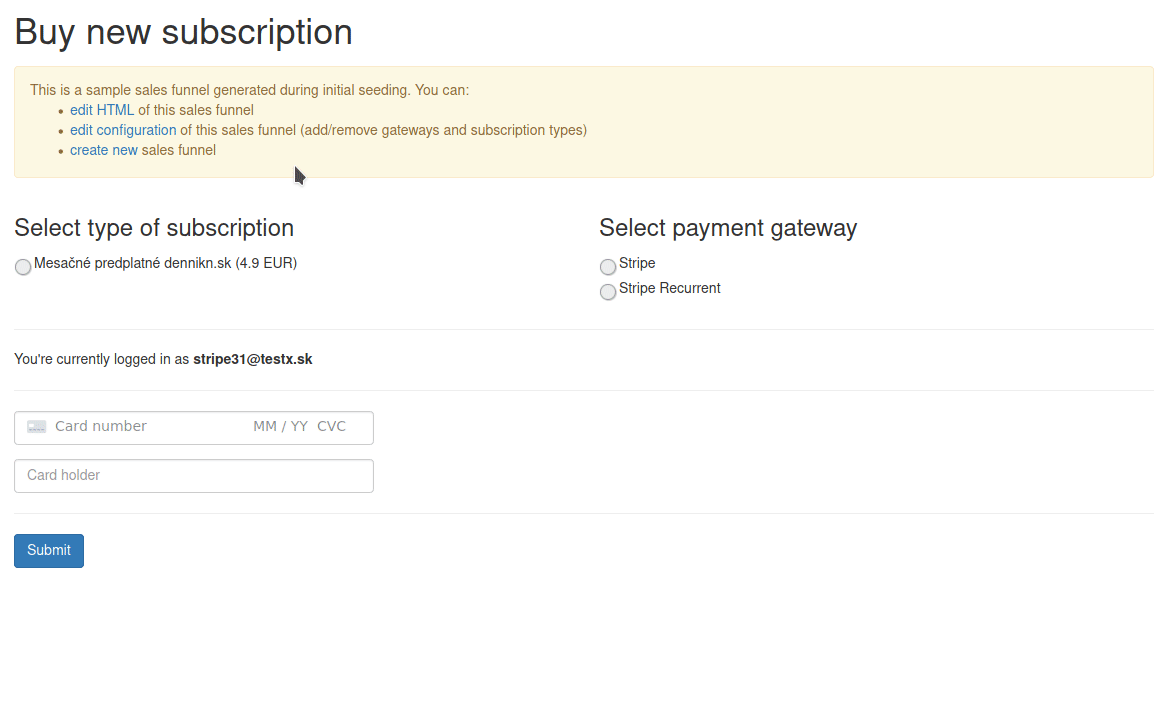 Buy new subscription
This is a sample sales funnel generated during initial seeding. You can:
edit HTML of this sales funnel
edit configuration of this sales funnel (add/remove gateways and subscription types)
create new sales funnel
Select type of subscription
Mesačné predplatné dennikn.sk (4.9 EUR)
Select payment gateway
Stripe
Stripe Recurrent
You're currently logged in as stripe31@testx.sk
Card number MM / YY CVC
Card holder
Submit